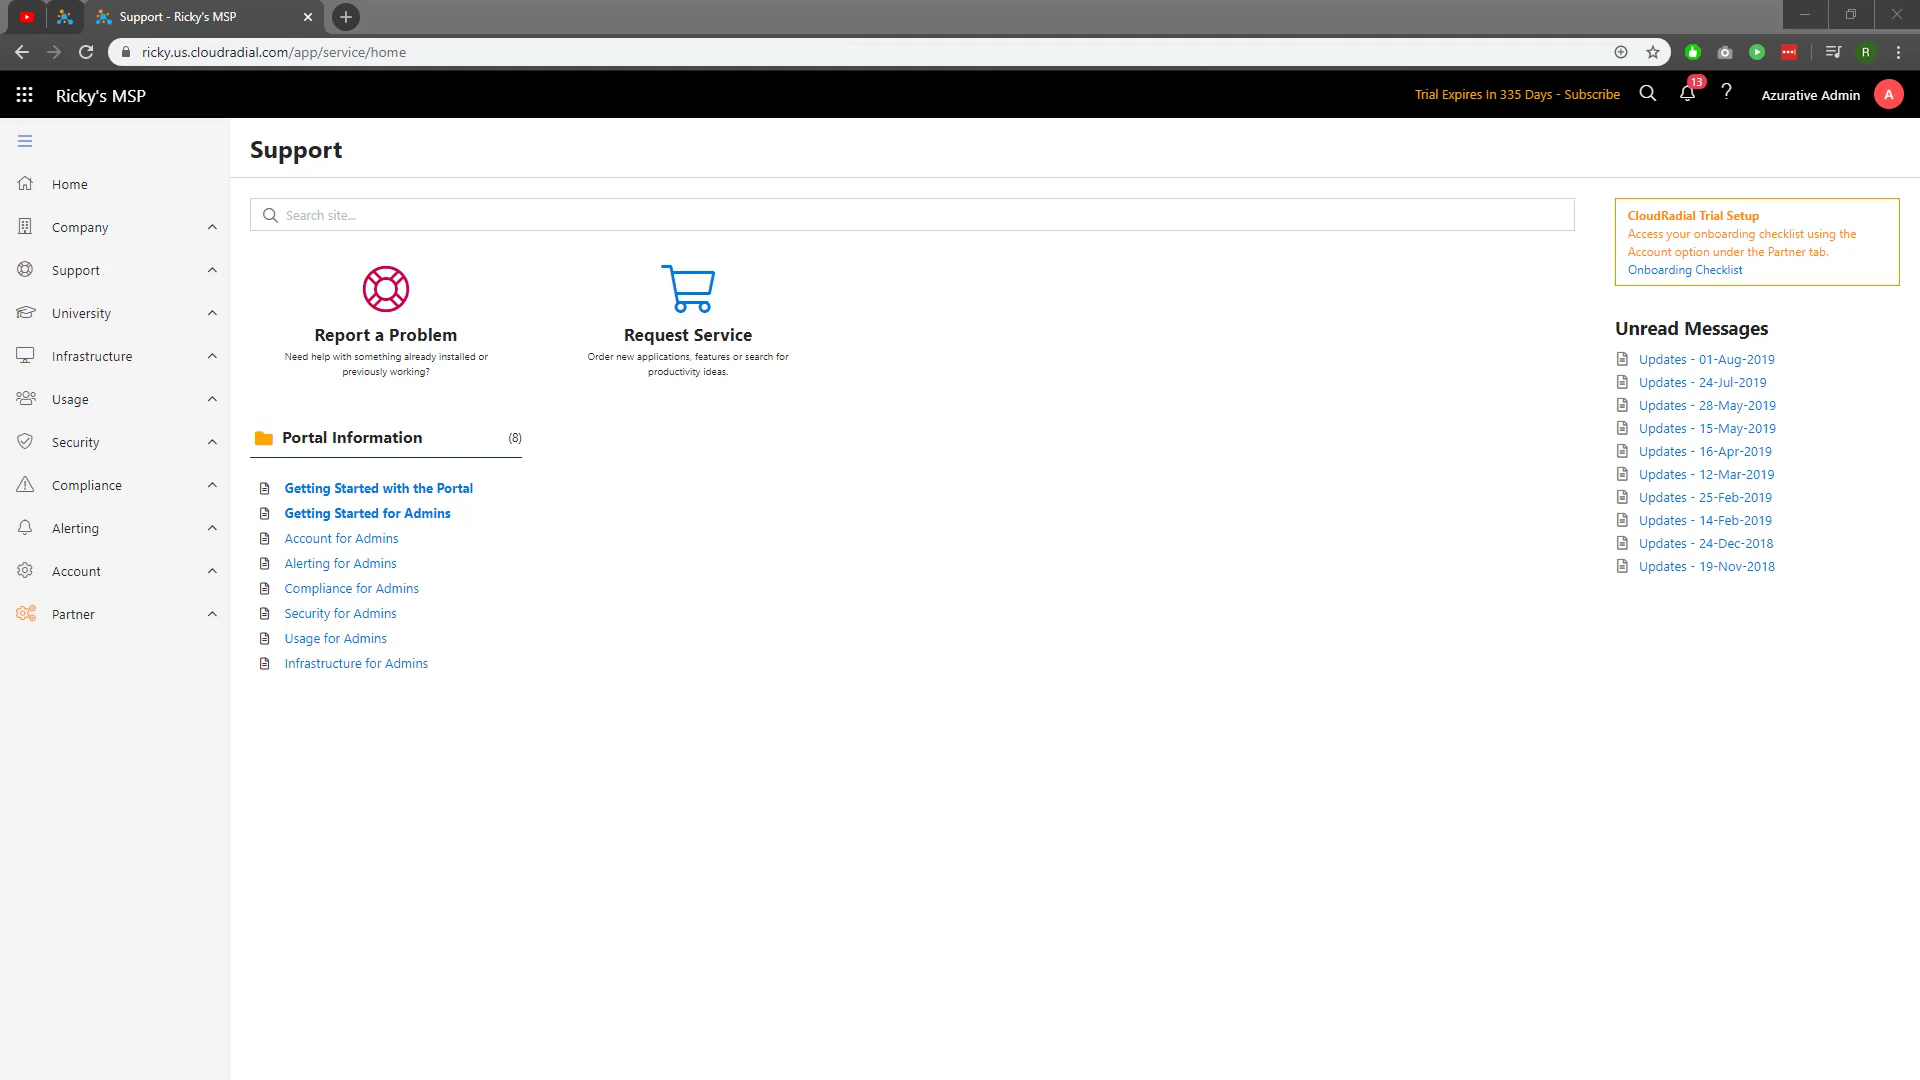 Support - Ricky's MSP
ricky.us.cloudradial.com/app/service/home
R
Ricky's MSP
Trial Expires In 335 Days - Subscribe
13
?
Azurative Admin
A
Support
Home
Company
Support
University
Infrastructure
Usage
Security
Compliance
Alerting
Account
Partner
Search site...
Report a Problem
Need help with something already installed or
previously working?
Request Service
Order new applications, features or search for
productivity ideas.
Portal Information
(8)
Getting Started with the Portal
Getting Started for Admins
Account for Admins
Alerting for Admins
Compliance for Admins
Security for Admins
Usage for Admins
Infrastructure for Admins
CloudRadial Trial Setup
Access your onboarding checklist using the
Account option under the Partner tab.
Onboarding Checklist
Unread Messages
Updates - 01-Aug-2019
Updates - 24-Jul-2019
Updates - 28-May-2019
Updates - 15-May-2019
Updates - 16-Apr-2019
Updates - 12-Mar-2019
Updates - 25-Feb-2019
Updates - 14-Feb-2019
Updates - 24-Dec-2018
Updates - 19-Nov-2018